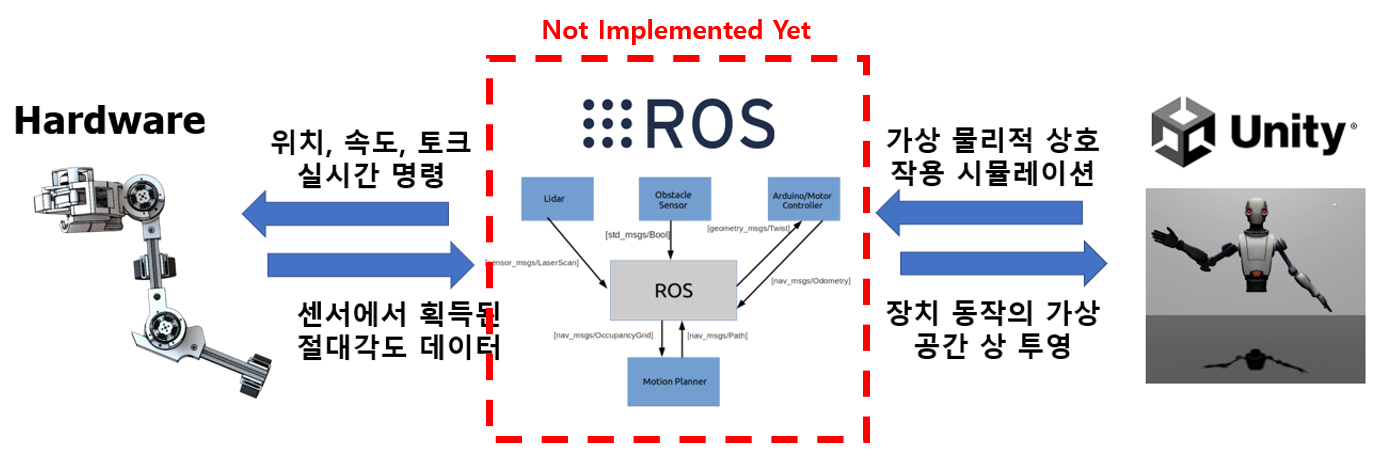 Not Implemented Yet
Hardware
위치, 속도, 토크
실시간 명령
센서에서 획득된
절대각도 데이터
ROS
Lidar
Obstacle
Sensor
Arduino/Motor
Controller
[std_msgs/Bool]
[geometry_msgs/Twist]
[sensor_msgs/LaserScan]
[nav_msgs/Odometry]
ROS
[nav_msgs/OccupancyGrid]
[nav_msgs/Path]
Motion Planner
가상 물리적 상호
작용 시뮬레이션
장치 동작의 가상
공간 상 투영
Unity®